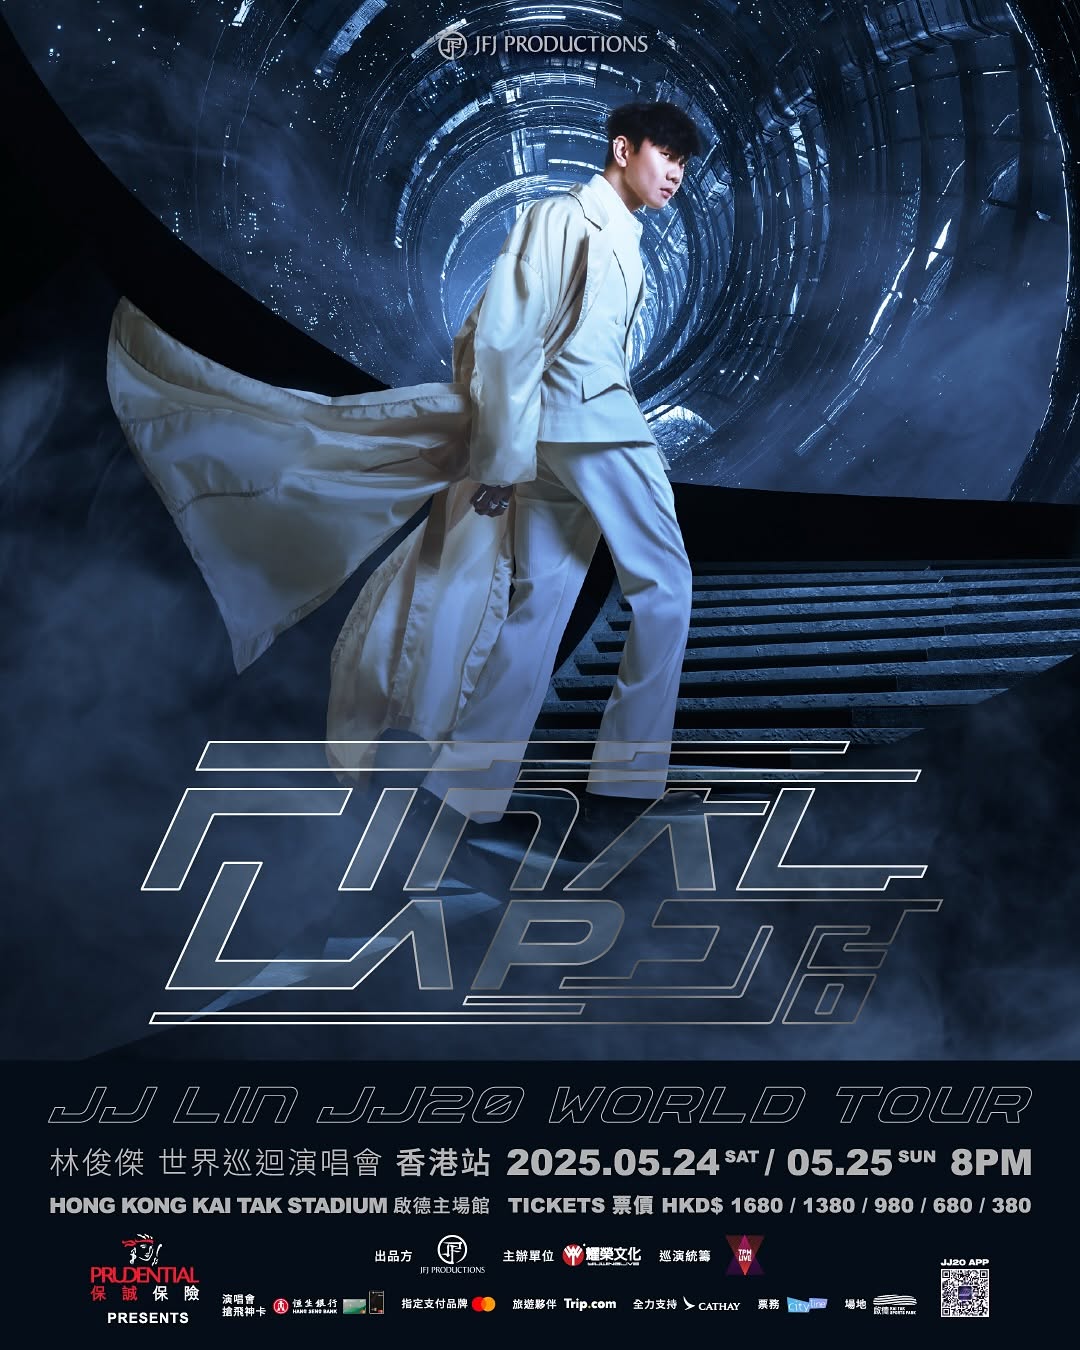 JFJ PRODUCTIONS
FINAL
LAP
JJ LIN JJ20 WORLD TOUR
林俊傑 世界巡迴演唱會 香港站 2025.05.24 SAT / 05.25 SUN 8PM
HONG KONG KAI TAK STADIUM 啟德主場館 TICKETS 票價 HKD$ 1680 / 1380 / 980 / 680 / 380
PRUDENTIAL
保誠保險
PRESENTS
出品方 JFJ PRODUCTIONS 主辦單位 耀榮文化 巡演統籌 TPM LIVE
演唱會
搶飛神卡 恒生銀行 HANG SENG BANK 指定支付品牌 旅遊夥伴 Trip.com 全力支持 CATHAY 票務 Cityline 場地 啟德 KAI TAK SPORTS PARK
JJ20 APP